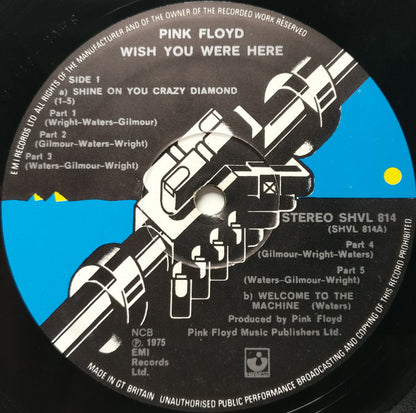 EMI RECORDS LTD ALL RIGHTS OF THE MANUFACTURER AND OF THE OWNER OF THE RECORDED WORK RESERVED
PINK FLOYD
WISH YOU WERE HERE
SIDE 1
a) SHINE ON YOU CRAZY DIAMOND
(1-5)
Part 1
(Wright-Waters-Gilmour)
Part 2
(Gilmour-Waters-Wright)
Part 3
(Waters-Gilmour-Wright)
STEREO SHVL 814
(SHVL 814A)
Part 4
(Gilmour-Wright-Waters)
Part 5
(Waters-Gilmour-Wright)
b) WELCOME TO THE
MACHINE (Waters)
Produced by Pink Floyd
Pink Floyd Music Publishers Ltd.
NCB
℗ 1975
EMI
Records
Ltd.
HARVEST
MADE IN GT BRITAIN UNAUTHORISED PUBLIC PERFORMANCE BROADCASTING AND COPYING OF THIS RECORD PROHIBITED